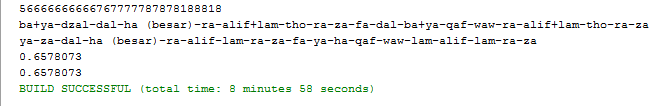 56666666666767777787878188818
ba+ya-dzal-dal-ha (besar)-ra-alif+lam-tho-ra-za-fa-dal-ba+ya-qaf-waw-ra-alif+lam-tho-ra-za
ya-za-dal-ha (besar)-ra-alif-lam-ra-za-fa-ya-ha-qaf-waw-lam-alif-lam-ra-za
0.6578073
0.6578073
BUILD SUCCESSFUL (total time: 8 minutes 58 seconds)